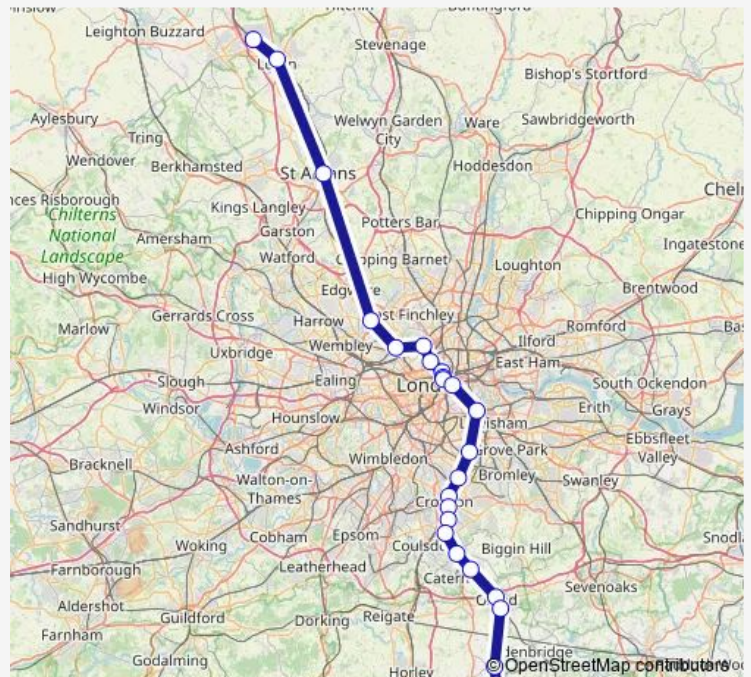 Leighton Buzzard
Stevenage
Bishop's Stortford
Aylesbury
Welwyn Garden
City
Ware
Sawbridgeworth
Tring
Wendover
Berkhamsted
Hoddesdon
nces Risborough
Kings Langley
Chipping Ongar
Chilterns
National
Landscape
Potters Bar
Garston
Amersham
Watford
Loughton
Ingatestone
High Wycombe
Brentwood
Gerrards Cross
Harrow
Marlow
Romford
Wembley
Ilford
Uxbridge
East Ham
Ealing
Slough
South Ockendon
Windsor
Hounslow
Erith
Grays
Ashford
Ebbsfleet
Valley
Wimbledon
Bracknell
Bromley
Swanley
Walton-on-
Thames
Sandhurst
Cobham
Epsom
Woking
Biggin Hill
Leatherhead
Farnborough
Sevenoaks
Aldershot
Guildford
Dorking
Reigate
Farnham
Godalming
Horley
© OpenStreetMap contributors